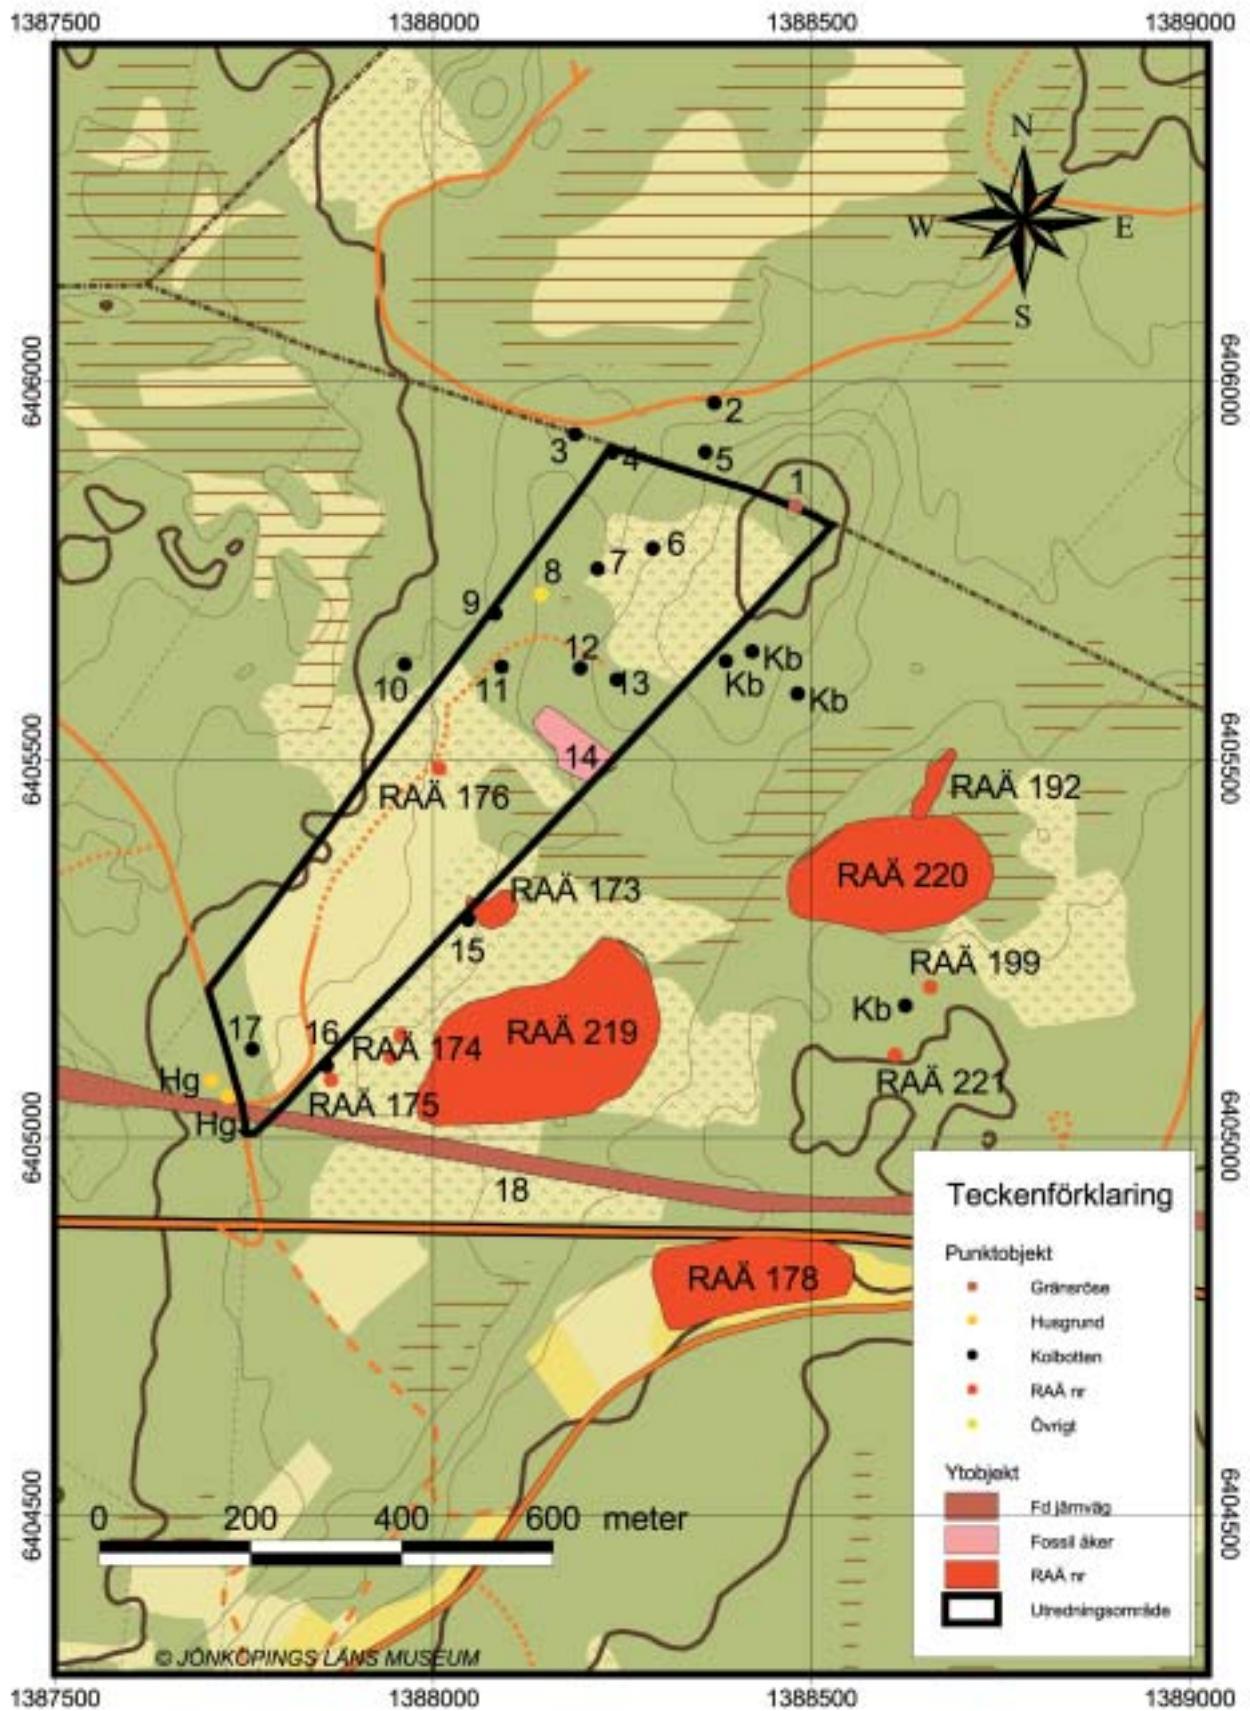 1387500 1388000 1388500 1389000
N
W E
S
6406000 6406000
2
3 4 5
1
6
7
8
9
12
10 11 13
Kb
Kb
Kb
14
6405500 6405500
RAÄ 176
RAÄ 192
RAÄ 220
RAÄ 173
15
RAÄ 199
17 16
RAÄ 174
RAÄ 219
Kb
Hg
RAÄ 175
RAÄ 221
Hg
6405000 6405000
18
RAÄ 178
Teckenförklaring
Punktobjekt
Gränsröse
Husgrund
Kolbotten
RAÄ nr
Övrigt
Ytobjekt
Fd järnväg
Fossil åker
RAÄ nr
Utredningsområde
6404500 6404500
0 200 400 600 meter
© JÖNKÖPINGS LÄNS MUSEUM
1387500 1388000 1388500 1389000